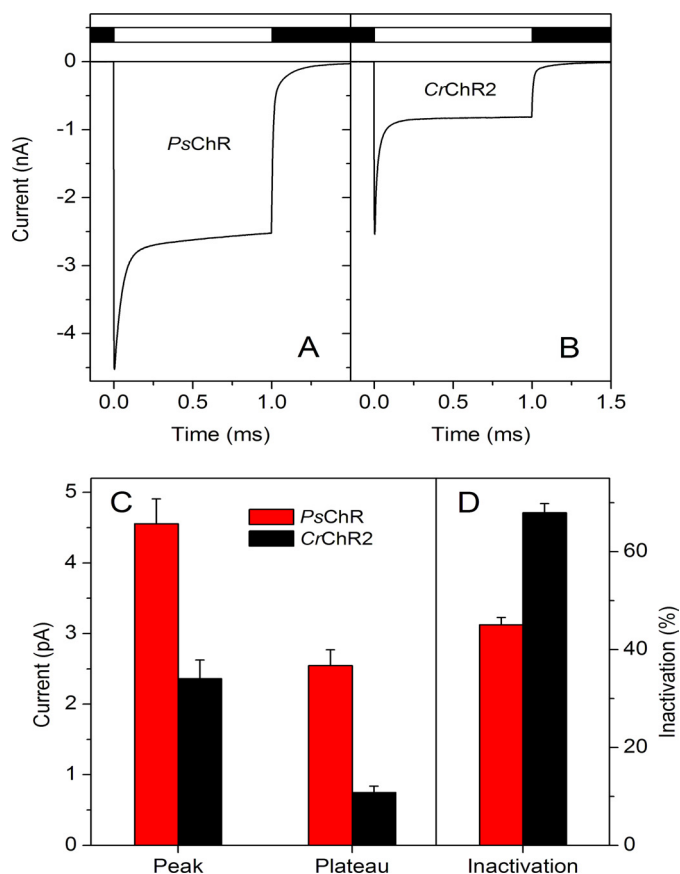 0
-1
-2
-3
-4
Current (nA)
PsChR
A
CrChR2
B
0.0 0.5 1.0
0.0 0.5 1.0 1.5
Time (ms) Time (ms)
5
4
3
2
1
0
Current (pA)
C
PsChR
CrChR2
D
60
40
20
0
Inactivation (%)
Peak Plateau Inactivation